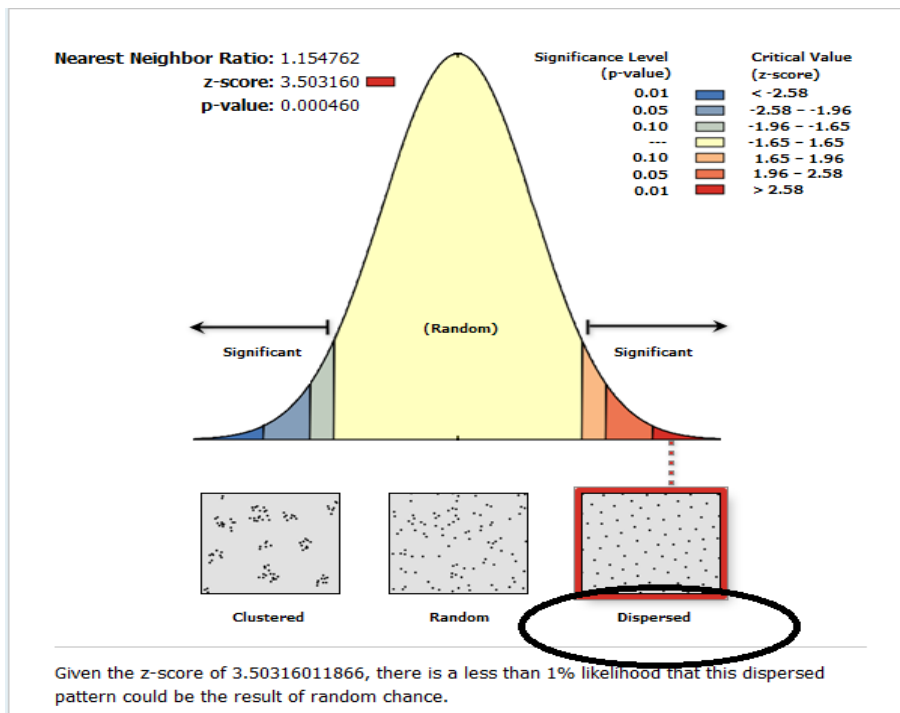 Nearest Neighbor Ratio: 1.154762
z-score: 3.503160
p-value: 0.000460
Significance Level Critical Value
(p-value) (z-score)
0.01 < -2.58
0.05 -2.58 – -1.96
0.10 -1.96 – -1.65
--- -1.65 – 1.65
0.10 1.65 – 1.96
0.05 1.96 – 2.58
0.01 > 2.58
(Random)
Significant Significant
Clustered Random Dispersed
Given the z-score of 3.50316011866, there is a less than 1% likelihood that this dispersed
pattern could be the result of random chance.